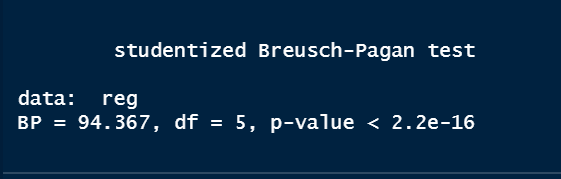 studentized Breusch-Pagan test
data: reg
BP = 94.367, df = 5, p-value < 2.2e-16